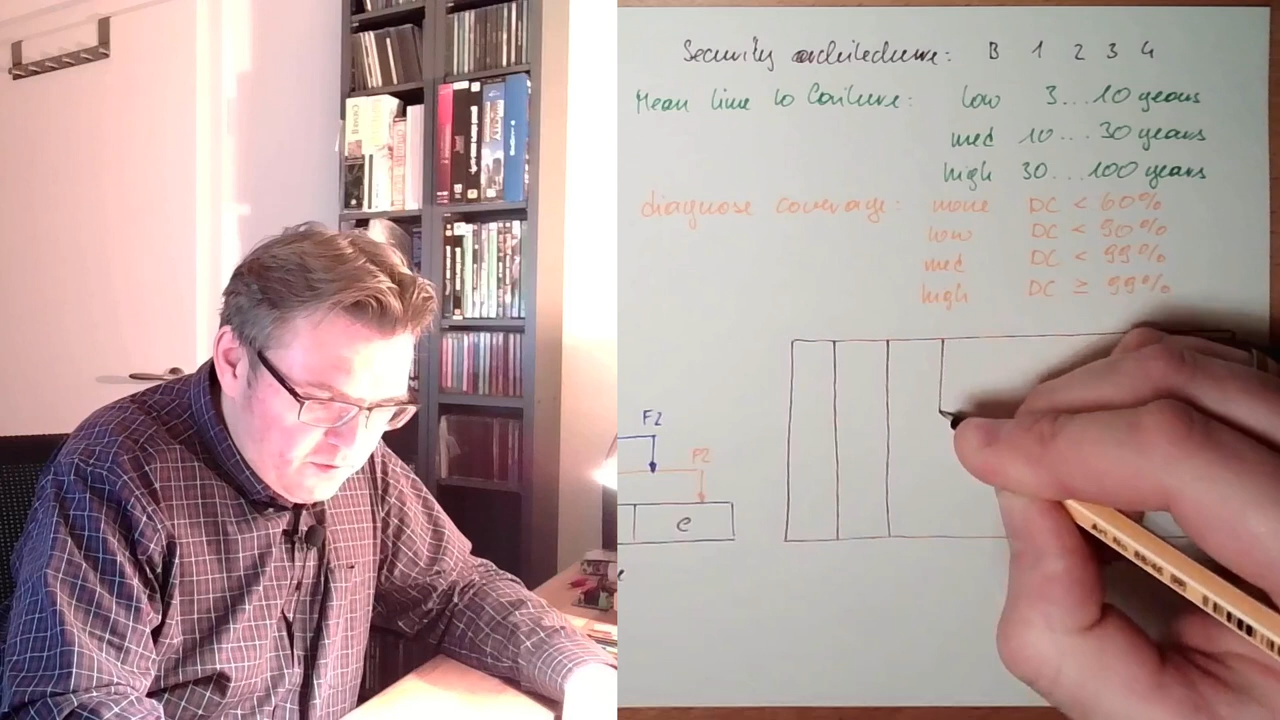 Security architecture: B 1 2 3 4
Mean time to failure: low 3...10 years
med 10...30 years
high 30...100 years
diagnose coverage: none DC < 60%
low DC < 90%
med DC < 99%
high DC ≥ 99%
F2
F2
e